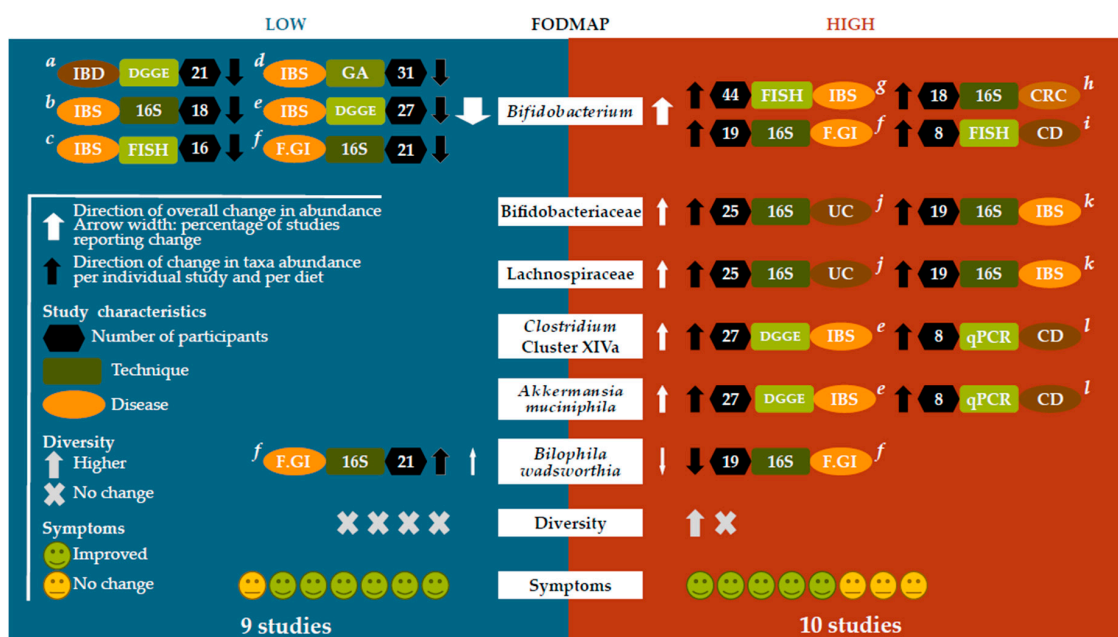 LOW FODMAP HIGH
a IBD DGGE 21 d IBS GA 31
b IBS 16S 18 e IBS DGGE 27
c IBS FISH 16 f F.GI 16S 21
Bifidobacterium
44 FISH IBS g 18 16S CRC h
19 16S F.GI f 8 FISH CD i
Direction of overall change in abundance
Arrow width: percentage of studies
reporting change
Direction of change in taxa abundance
per individual study and per diet
Study characteristics
Number of participants
Technique
Disease
Diversity
Higher
No change
Symptoms
Improved
No change
Bifidobacteriaceae 25 16S UC j 19 16S IBS k
Lachnospiraceae 25 16S UC j 19 16S IBS k
Clostridium
Cluster XIVa
27 DGGE IBS e 8 qPCR CD l
Akkermansia
muciniphila
27 DGGE IBS e 8 qPCR CD l
f F.GI 16S 21
Bilophila
wadsworthia
19 16S F.GI f
Diversity
Symptoms
9 studies 10 studies